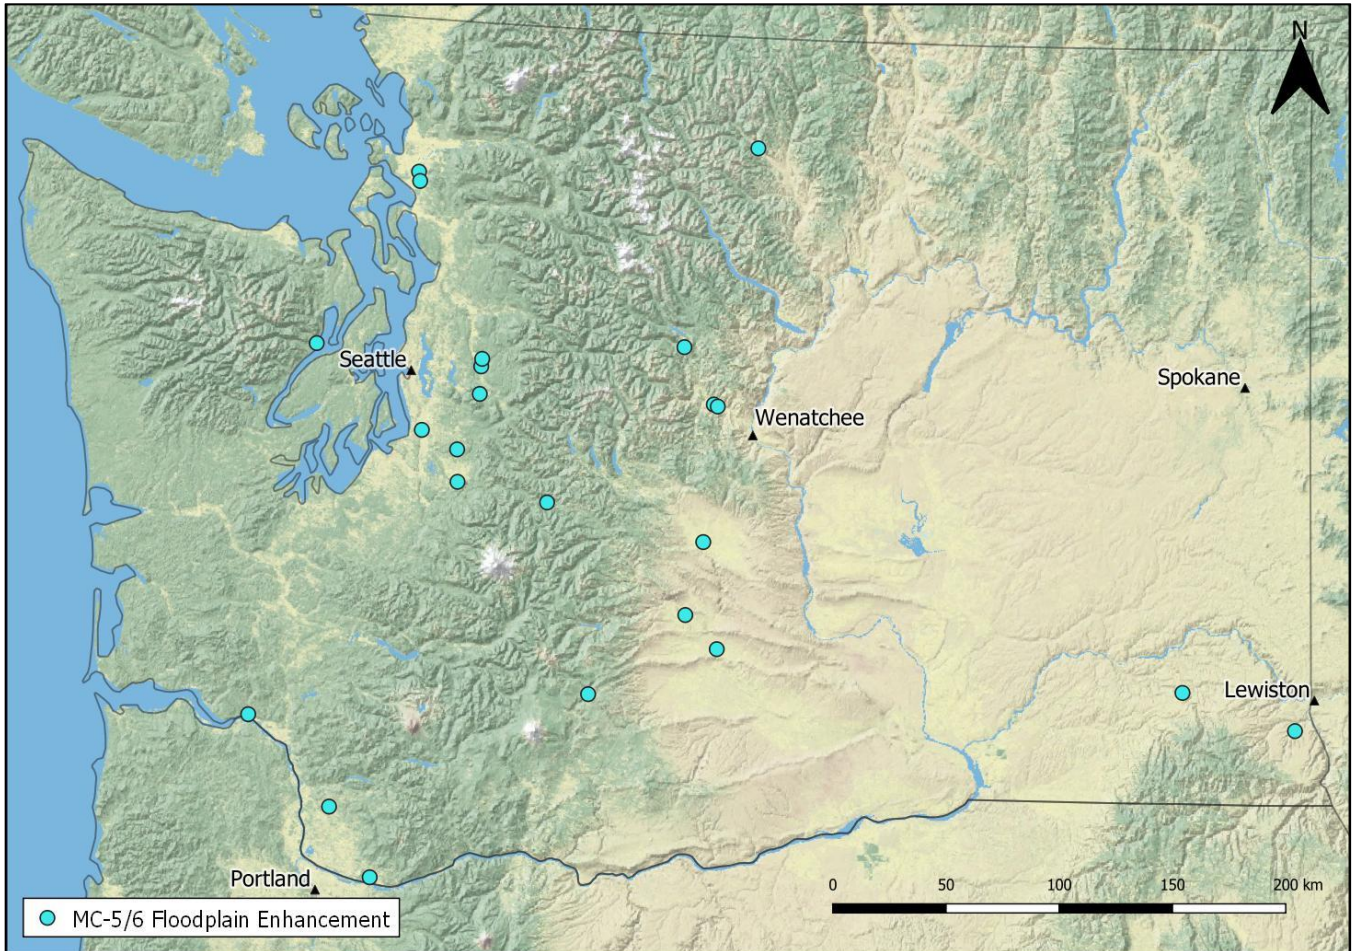 N
Seattle
Spokane
Wenatchee
Lewiston
Portland
0 50 100 150 200 km
MC-5/6 Floodplain Enhancement